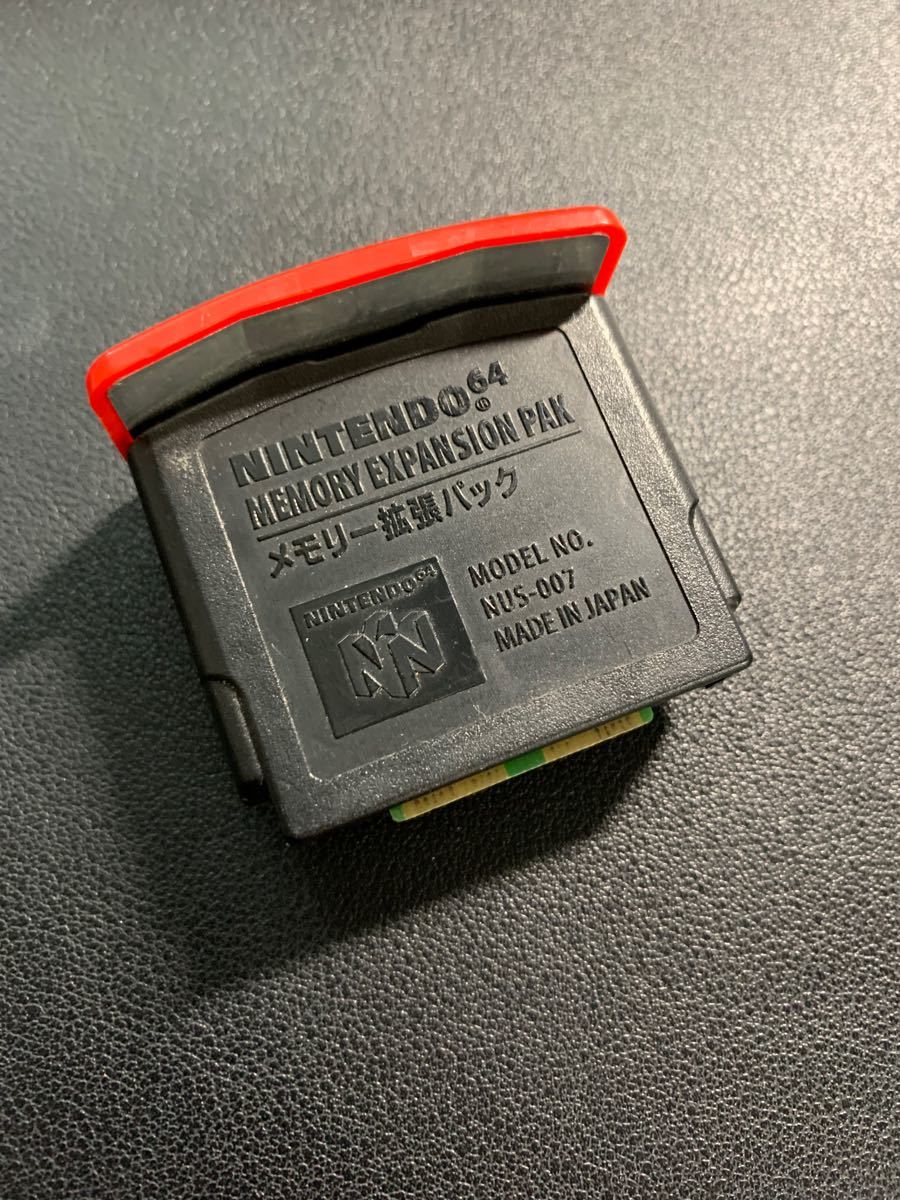 NINTENDO⁶⁴®
MEMORY EXPANSION PAK
メモリー拡張パック
NINTENDO⁶⁴
MODEL NO.
NUS-007
MADE IN JAPAN